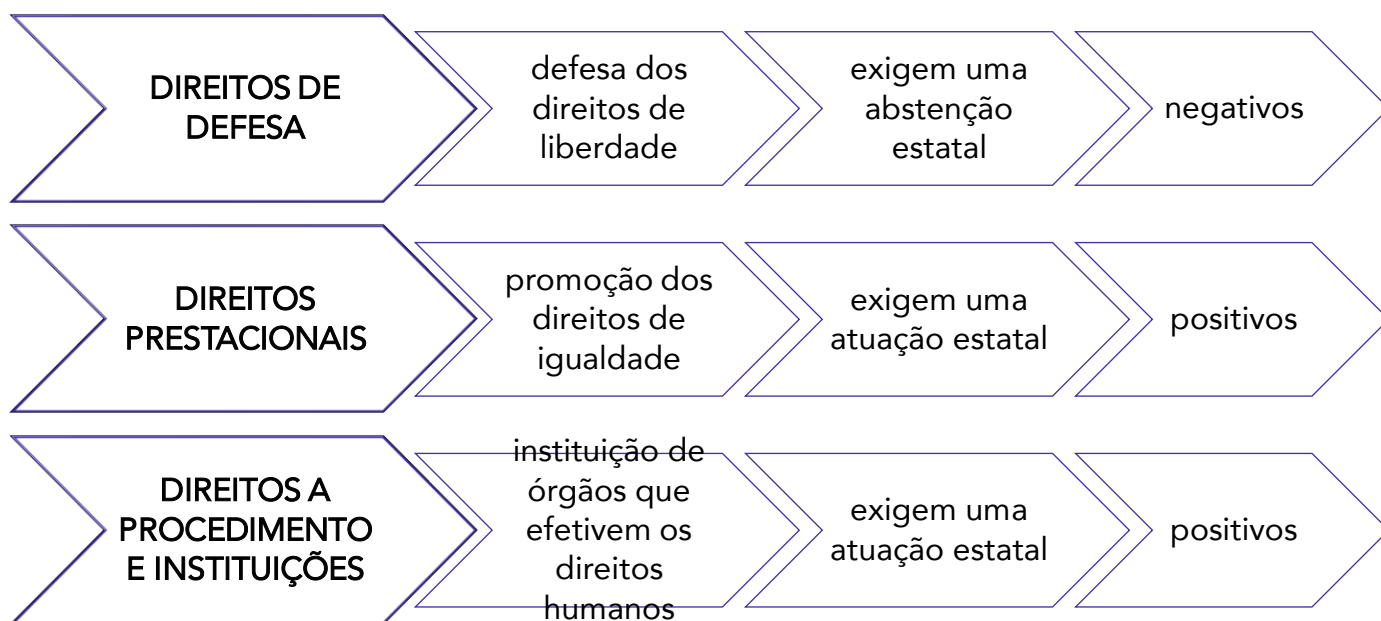 DIREITOS DE
DEFESA
defesa dos
direitos de
liberdade
exigem uma
abstenção
estatal
negativos
DIREITOS
PRESTACIONAIS
promoção dos
direitos de
igualdade
exigem uma
atuação estatal
positivos
DIREITOS A
PROCEDIMENTO
E INSTITUIÇÕES
instituição de
órgãos que
efetivem os
direitos
humanos
exigem uma
atuação estatal
positivos